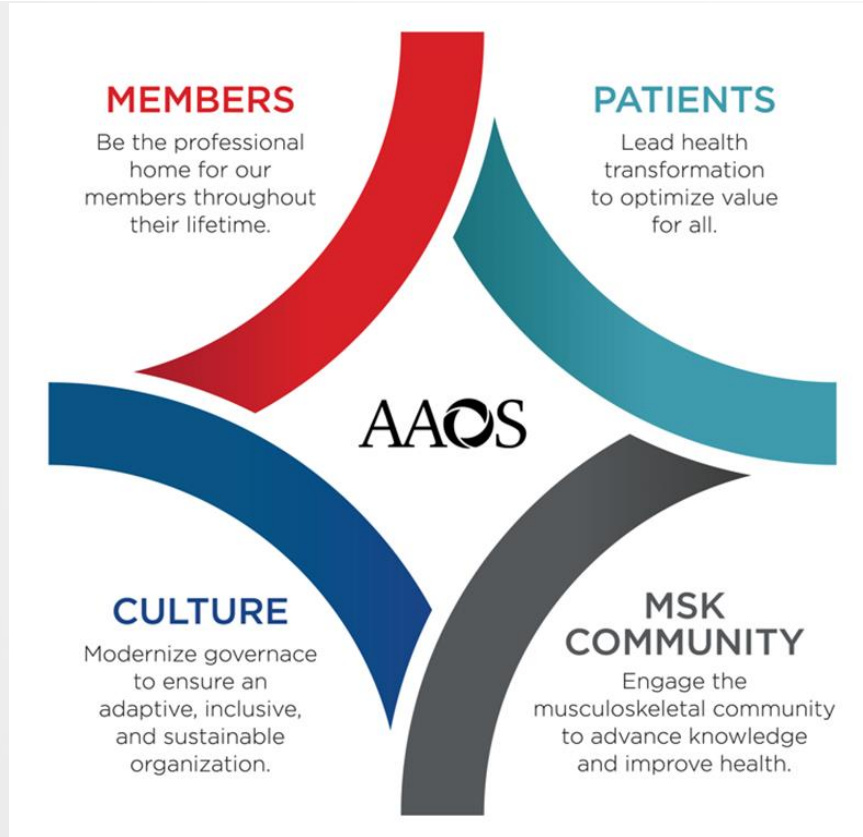 MEMBERS
Be the professional
home for our
members throughout
their lifetime.
PATIENTS
Lead health
transformation
to optimize value
for all.
AAOS
CULTURE
Modernize governace
to ensure an
adaptive, inclusive,
and sustainable
organization.
MSK
COMMUNITY
Engage the
musculoskeletal community
to advance knowledge
and improve health.